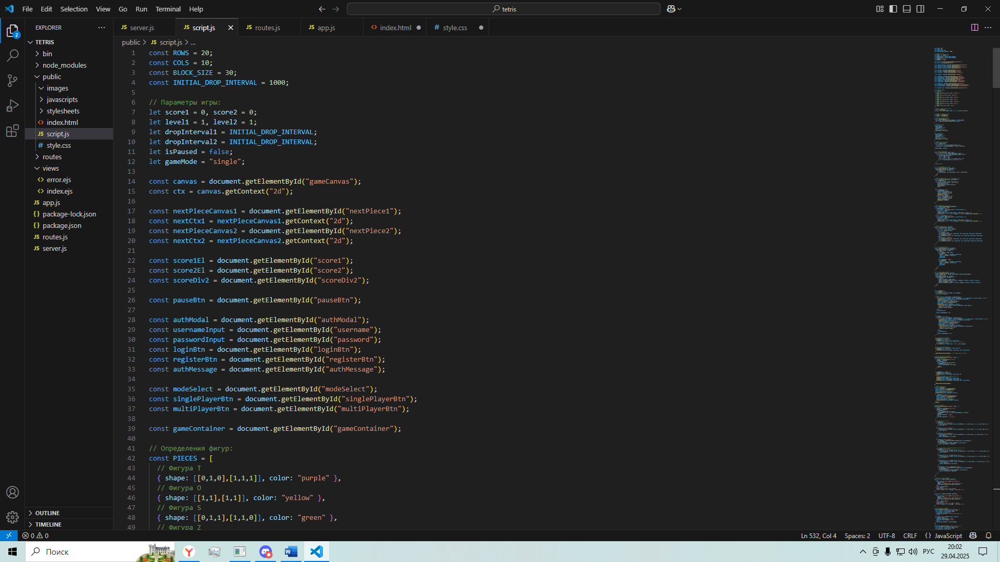 File Edit Selection View Go Run Terminal Help
tetris
EXPLORER
TETRIS
bin
node_modules
public
images
javascripts
stylesheets
index.html
script.js
style.css
routes
views
error.ejs
index.ejs
app.js
package-lock.json
package.json
routes.js
server.js
OUTLINE
TIMELINE
server.js script.js routes.js app.js index.html style.css
public > script.js > ...
1 const ROWS = 20;
2 const COLS = 10;
3 const BLOCK_SIZE = 30;
4 const INITIAL_DROP_INTERVAL = 1000;
5
6 // Параметры игры:
7 let score1 = 0, score2 = 0;
8 let level1 = 1, level2 = 1;
9 let dropInterval1 = INITIAL_DROP_INTERVAL;
10 let dropInterval2 = INITIAL_DROP_INTERVAL;
11 let isPaused = false;
12 let gameMode = "single";
13
14 const canvas = document.getElementById("gameCanvas");
15 const ctx = canvas.getContext("2d");
16
17 const nextPieceCanvas1 = document.getElementById("nextPiece1");
18 const nextCtx1 = nextPieceCanvas1.getContext("2d");
19 const nextPieceCanvas2 = document.getElementById("nextPiece2");
20 const nextCtx2 = nextPieceCanvas2.getContext("2d");
21
22 const score1El = document.getElementById("score1");
23 const score2El = document.getElementById("score2");
24 const scoreDiv2 = document.getElementById("scoreDiv2");
25
26 const pauseBtn = document.getElementById("pauseBtn");
27
28 const authModal = document.getElementById("authModal");
29 const usernameInput = document.getElementById("username");
30 const passwordInput = document.getElementById("password");
31 const loginBtn = document.getElementById("loginBtn");
32 const registerBtn = document.getElementById("registerBtn");
33 const authMessage = document.getElementById("authMessage");
34
35 const modeSelect = document.getElementById("modeSelect");
36 const singlePlayerBtn = document.getElementById("singlePlayerBtn");
37 const multiPlayerBtn = document.getElementById("multiPlayerBtn");
38
39 const gameContainer = document.getElementById("gameContainer");
40
41 // Определения фигур:
42 const PIECES = [
43 // Фигура T
44 { shape: [[0,1,0],[1,1,1]], color: "purple" },
45 // Фигура O
46 { shape: [[1,1],[1,1]], color: "yellow" },
47 // Фигура S
48 { shape: [[0,1,1],[1,1,0]], color: "green" },
49 // Фигура Z
0 0
Ln 532, Col 4 Spaces: 2 UTF-8 CRLF {} JavaScript
Поиск
РУС
20:02
29.04.2025